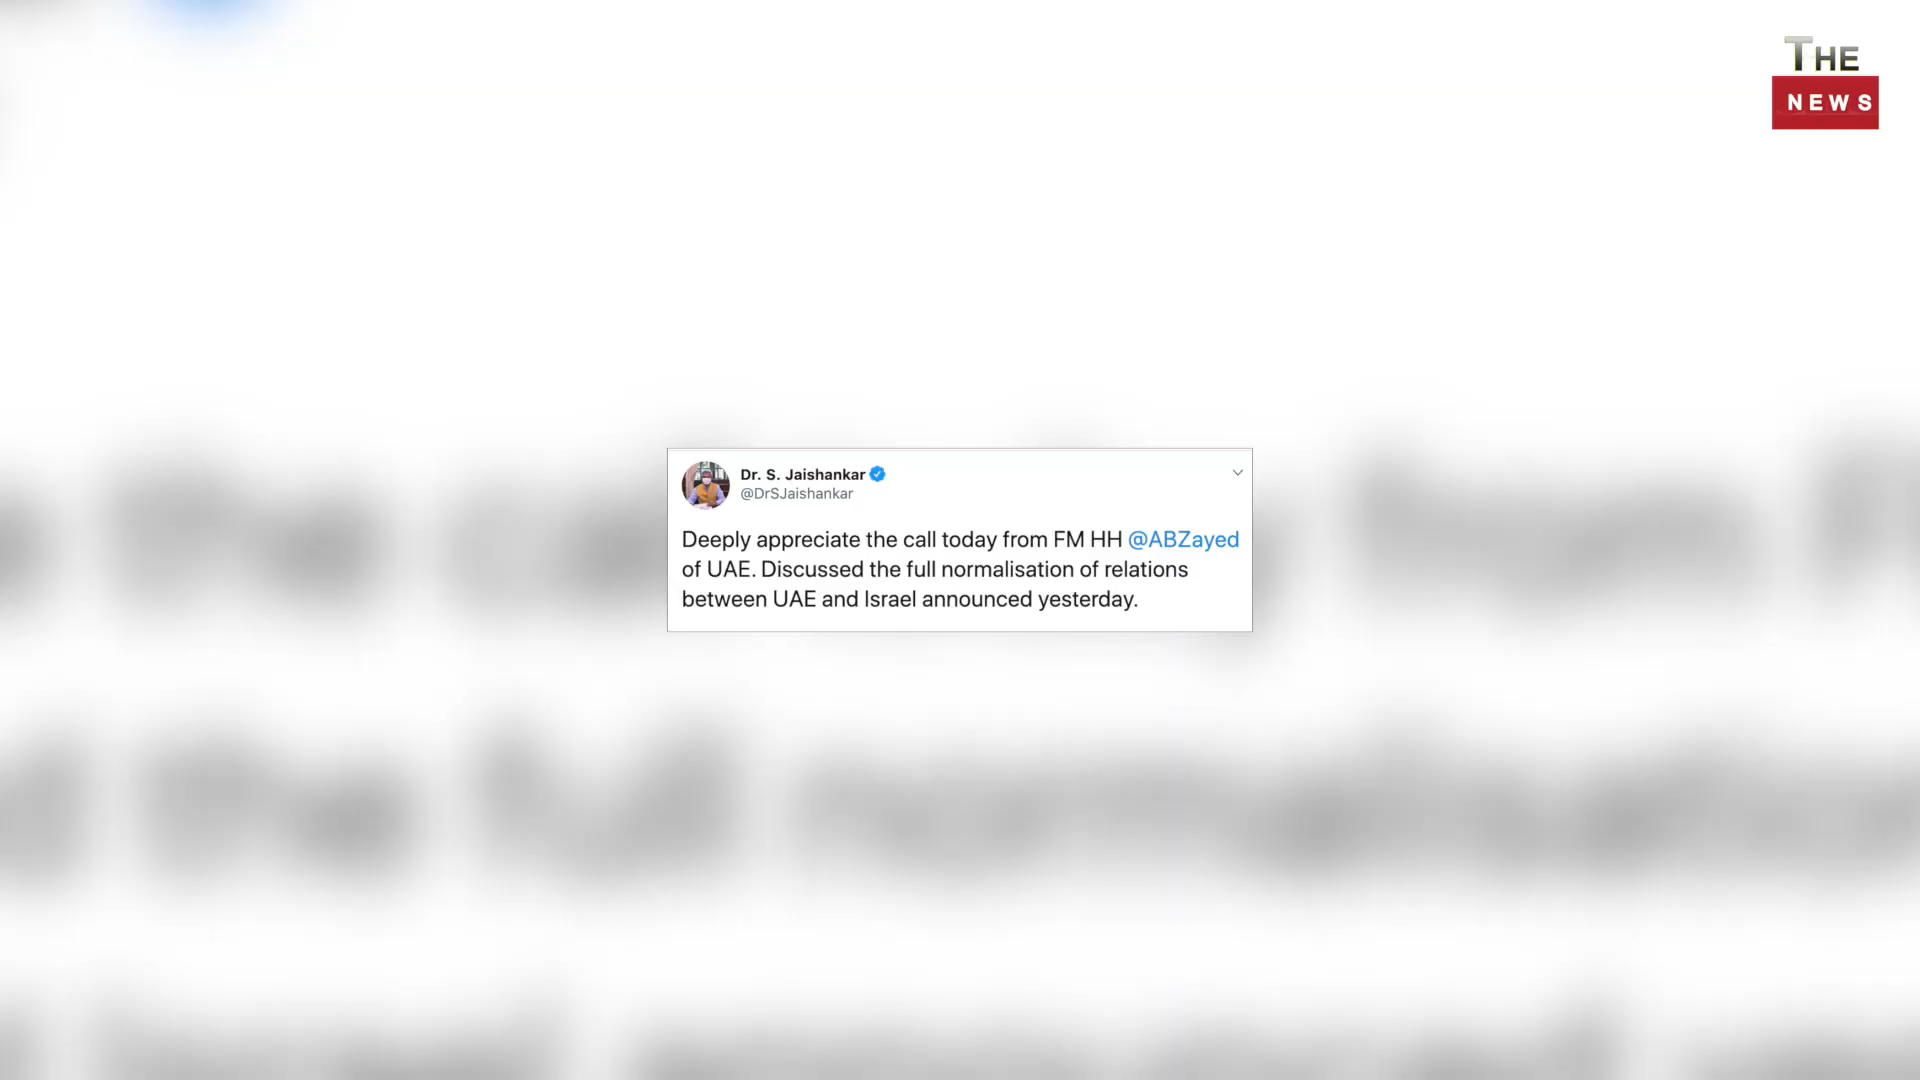 THE
NEWS
Dr. S. Jaishankar
@DrSJaishankar
Deeply appreciate the call today from FM HH @ABZayed
of UAE. Discussed the full normalisation of relations
between UAE and Israel announced yesterday.